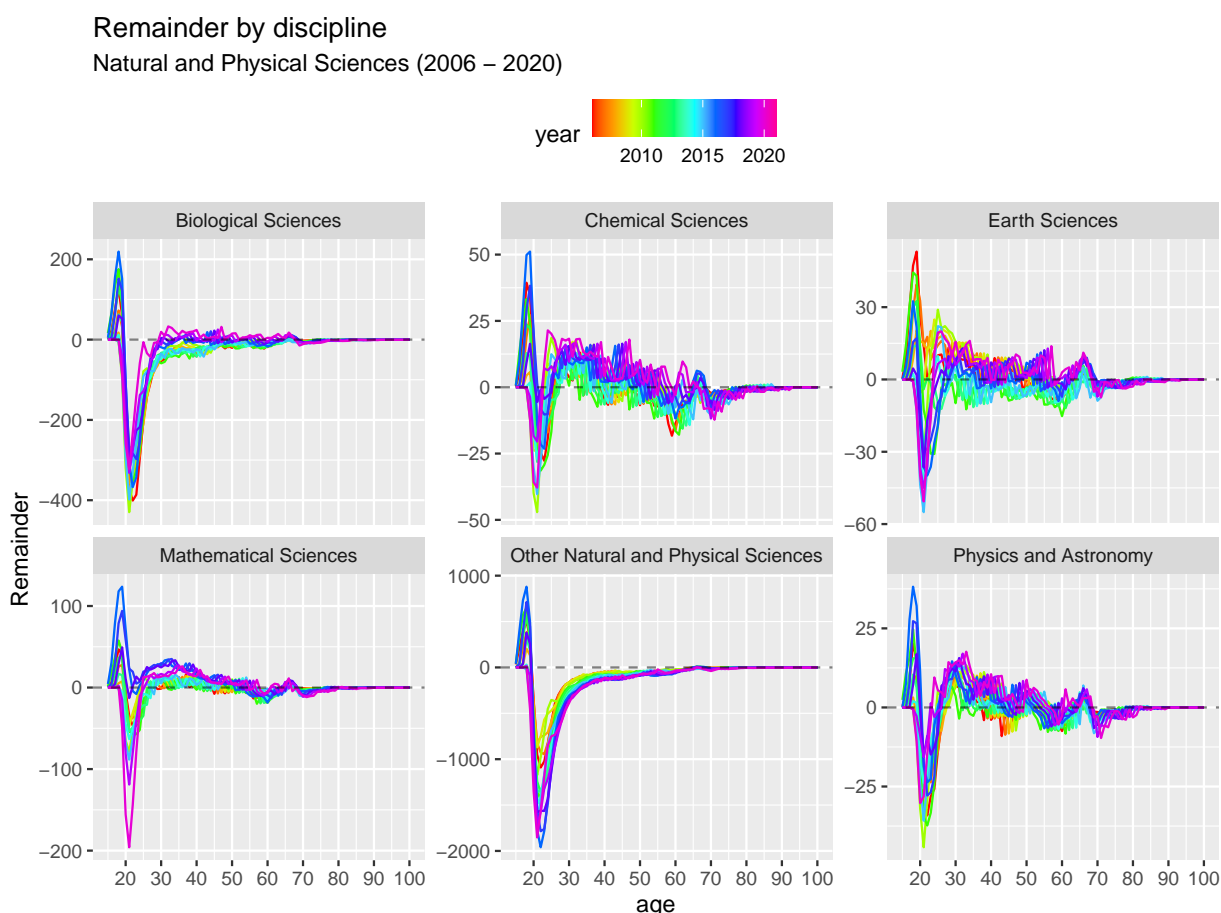 Remainder by discipline
Natural and Physical Sciences (2006 – 2020)
year
2010 2015 2020
Biological Sciences Chemical Sciences Earth Sciences
200
0
−200
−400
50
25
0
−25
−50
30
0
−30
−60
Mathematical Sciences Other Natural and Physical Sciences Physics and Astronomy
100
0
−100
−200
1000
0
−1000
−2000
25
0
−25
20 30 40 50 60 70 80 90 100 20 30 40 50 60 70 80 90 100 20 30 40 50 60 70 80 90 100
age
Remainder